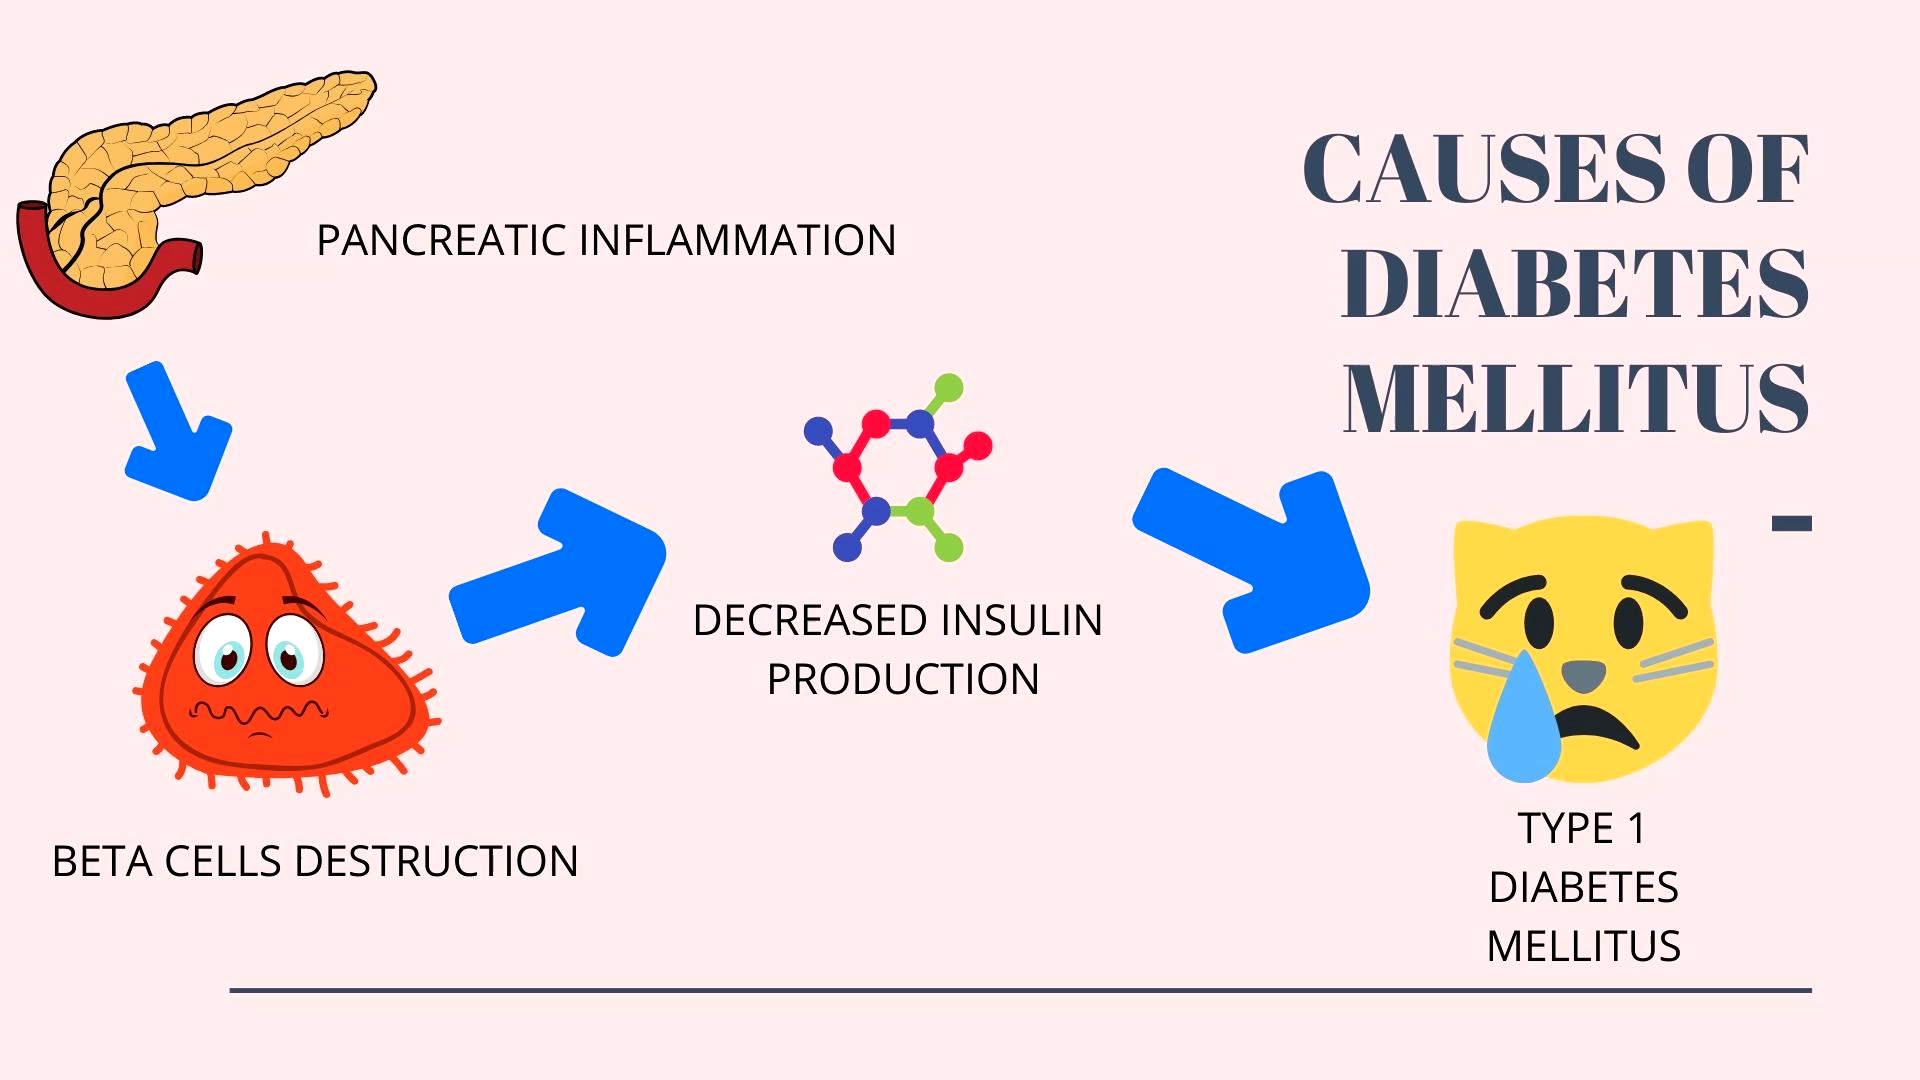 CAUSES OF
DIABETES
MELLITUS
-
PANCREATIC INFLAMMATION
BETA CELLS DESTRUCTION
DECREASED INSULIN
PRODUCTION
TYPE 1
DIABETES
MELLITUS